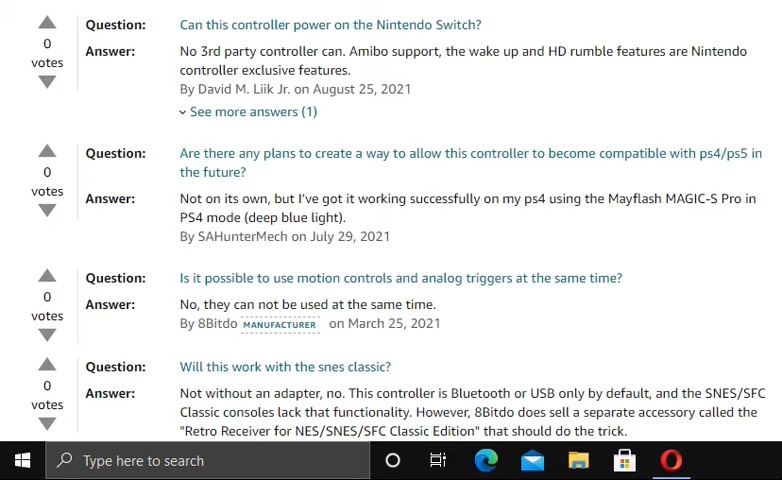 Question: Can this controller power on the Nintendo Switch?
0
votes
Answer: No 3rd party controller can. Amibo support, the wake up and HD rumble features are Nintendo
controller exclusive features.
By David M. Liik Jr. on August 25, 2021
See more answers (1)
Question: Are there any plans to create a way to allow this controller to become compatible with ps4/ps5 in
the future?
0
votes
Answer: Not on its own, but I've got it working successfully on my ps4 using the Mayflash MAGIC-S Pro in
PS4 mode (deep blue light).
By SAHunterMech on July 29, 2021
Question: Is it possible to use motion controls and analog triggers at the same time?
0
votes
Answer: No, they can not be used at the same time.
By 8Bitdo MANUFACTURER on March 25, 2021
Question: Will this work with the snes classic?
0
votes
Answer: Not without an adapter, no. This controller is Bluetooth or USB only by default, and the SNES/SFC
Classic consoles lack that functionality. However, 8Bitdo does sell a separate accessory called the
"Retro Receiver for NES/SNES/SFC Classic Edition" that should do the trick.
Type here to search